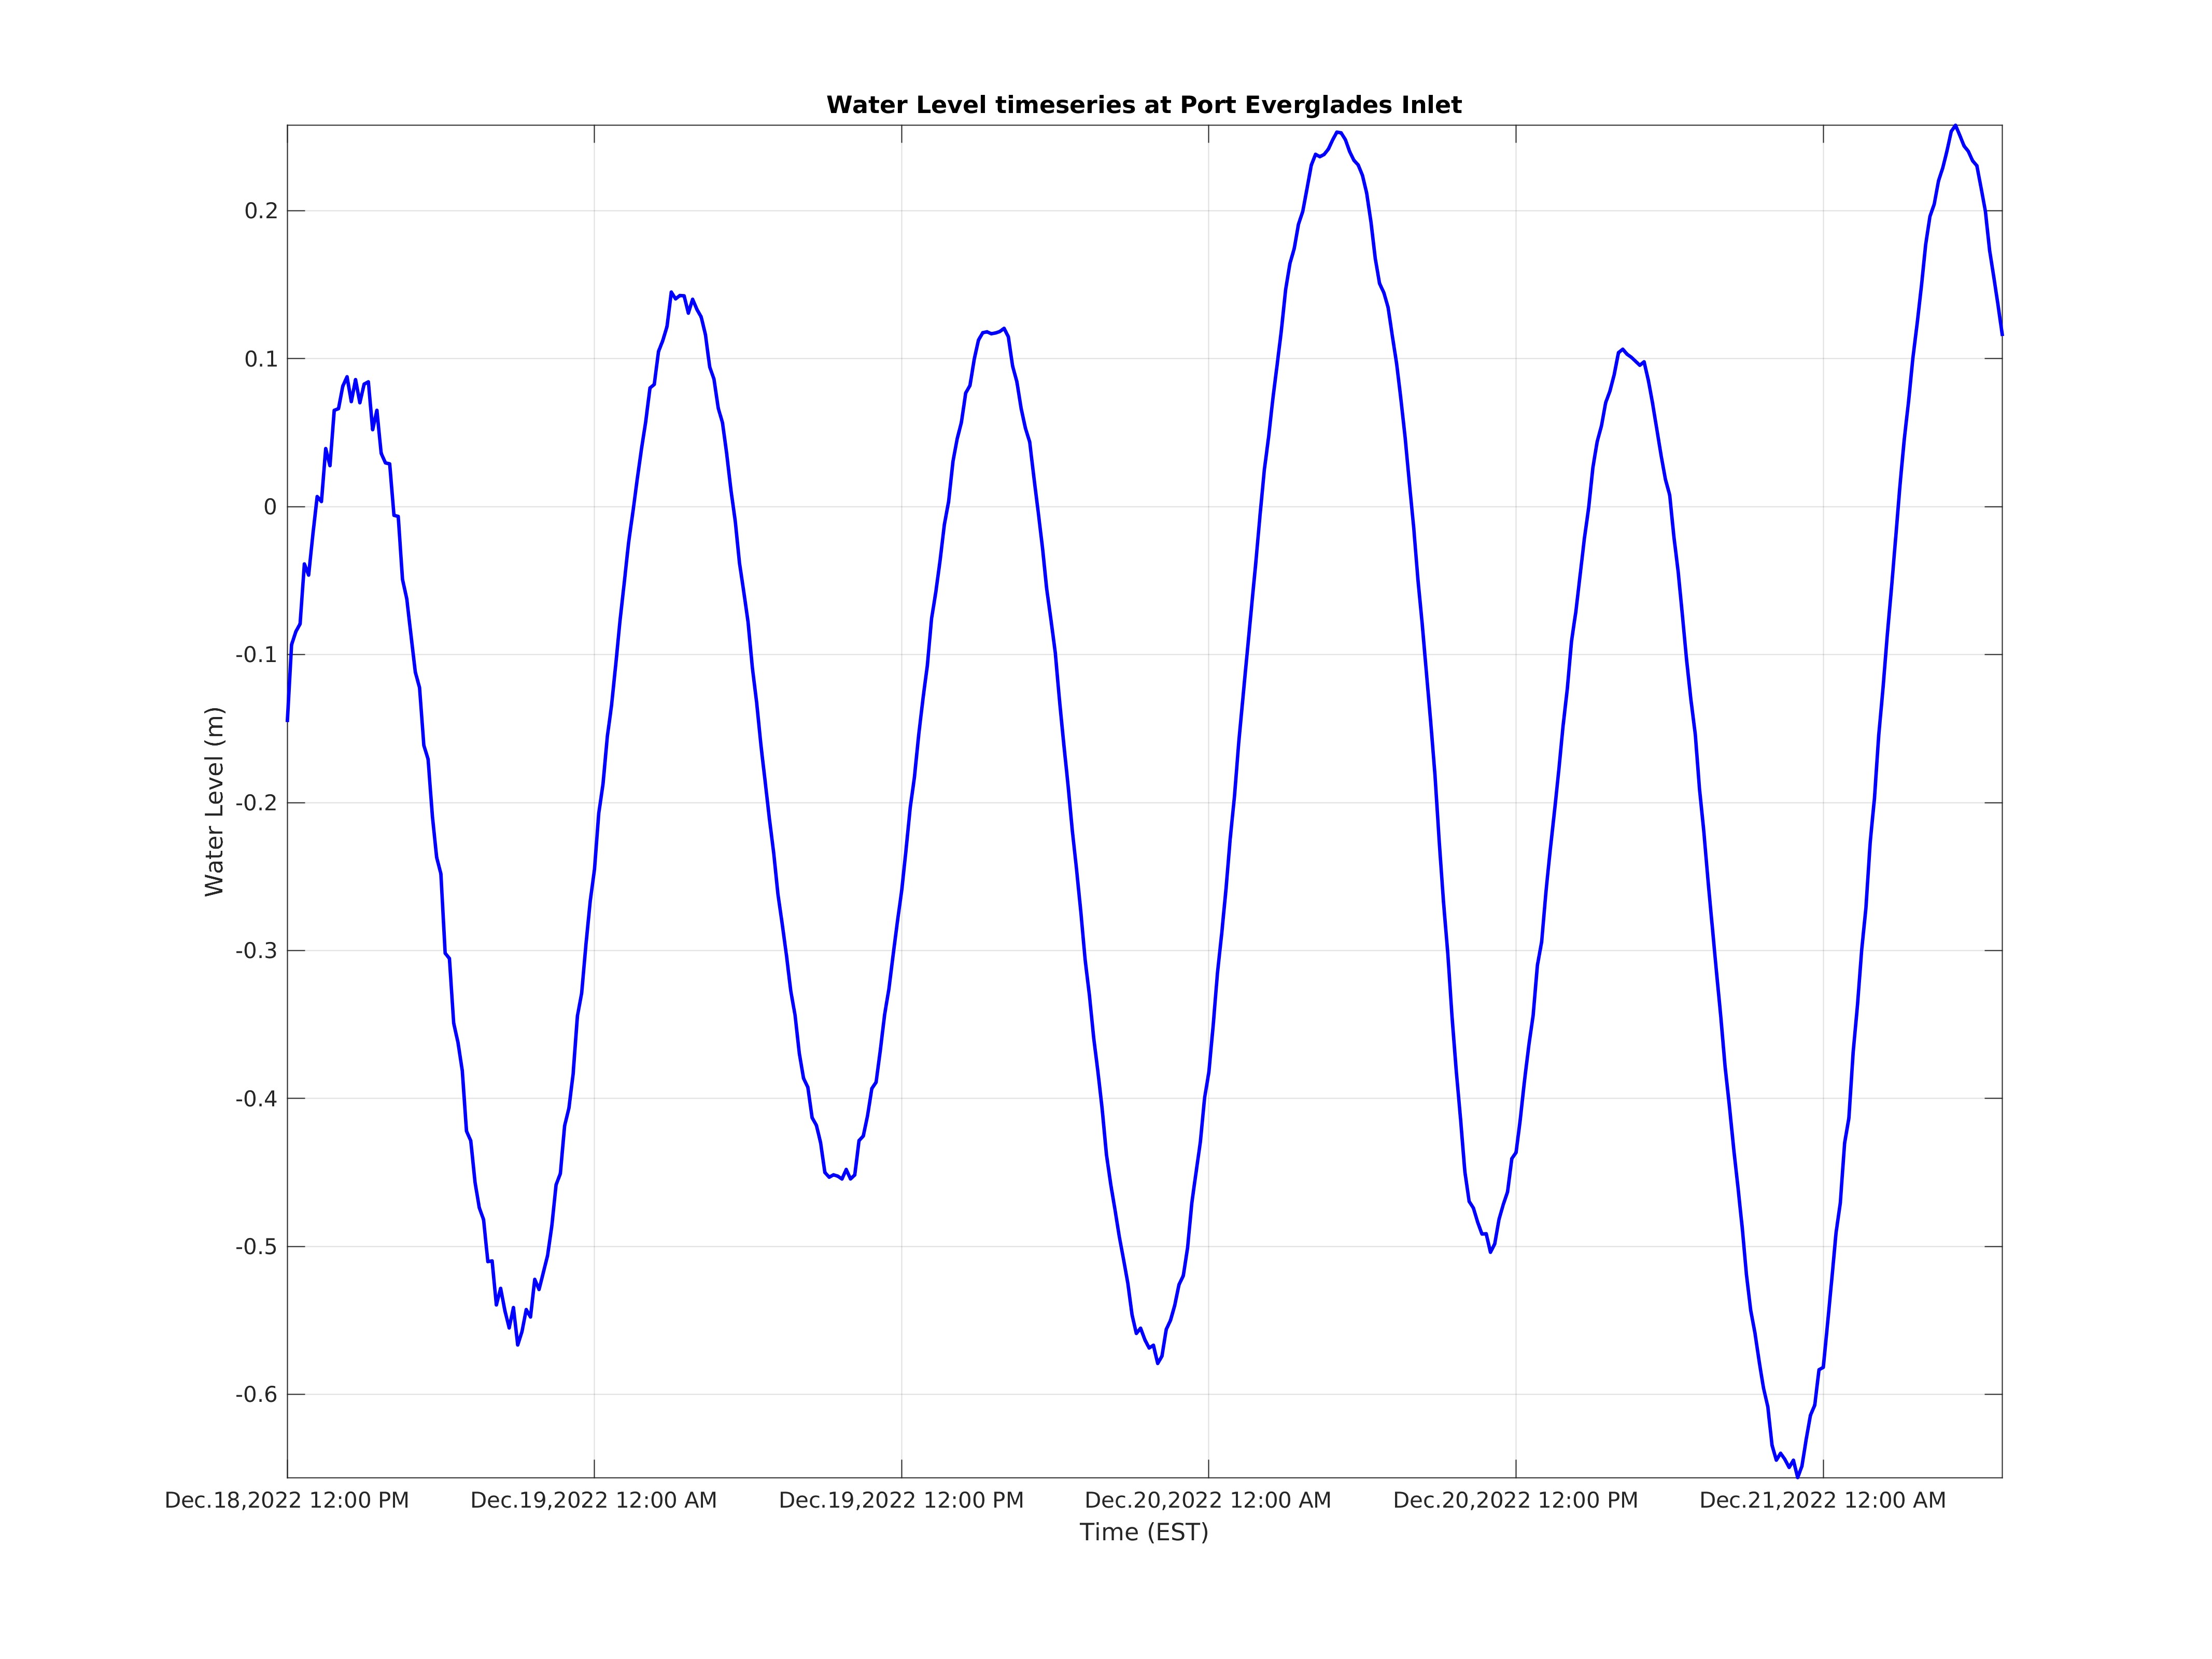 Water Level timeseries at Port Everglades Inlet
0.2
0.1
0
-0.1
-0.2
-0.3
-0.4
-0.5
-0.6
Water Level (m)
Dec.18,2022 12:00 PM
Dec.19,2022 12:00 AM
Dec.19,2022 12:00 PM
Dec.20,2022 12:00 AM
Dec.20,2022 12:00 PM
Dec.21,2022 12:00 AM
Time (EST)